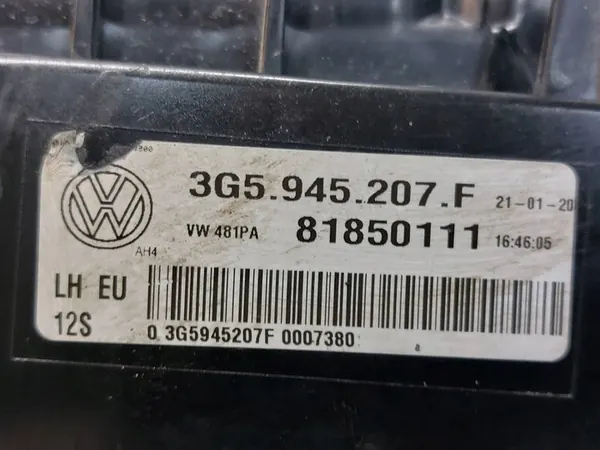 3G5.945.207.F 21-01-20
VW 481PA 81850111 16:46:05
AH4
LH EU
12S
0 3G5945207F 0007380